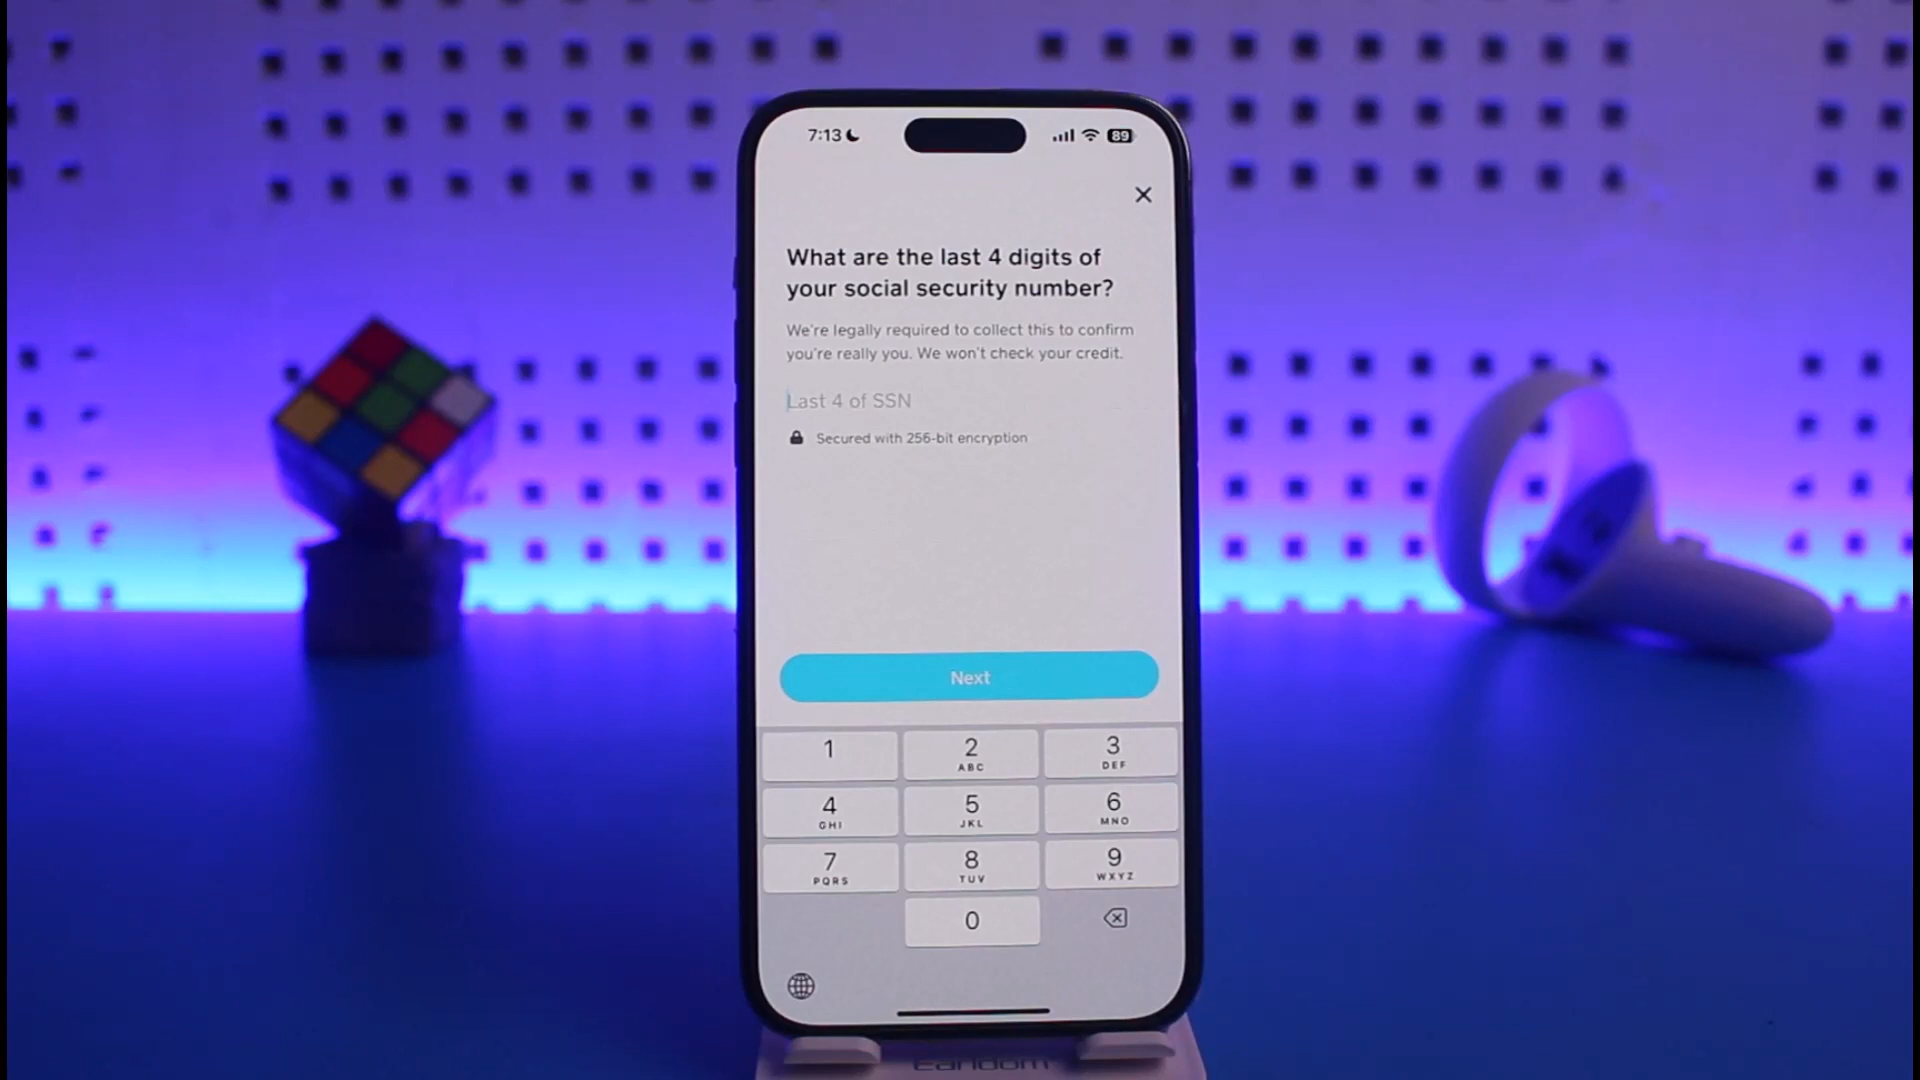 7:13
89
What are the last 4 digits of
your social security number?
We're legally required to collect this to confirm
you're really you. We won't check your credit.
Last 4 of SSN
Secured with 256-bit encryption
Next
1 2 3
ABC DEF
4 5 6
GHI JKL MNO
7 8 9
PQRS TUV WXYZ
0
Earldom